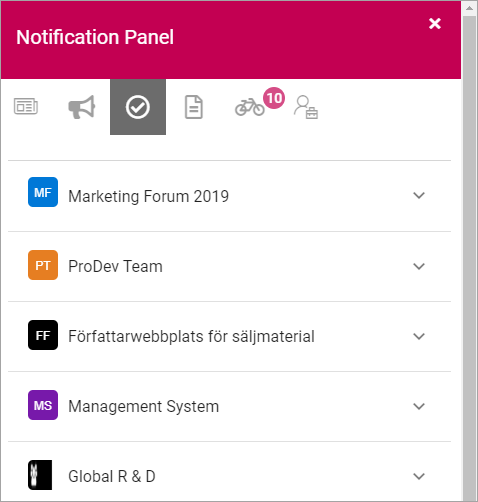 Notification Panel
10
MF Marketing Forum 2019
PT ProDev Team
FF Författarwebbplats för säljmaterial
MS Management System
Global R & D